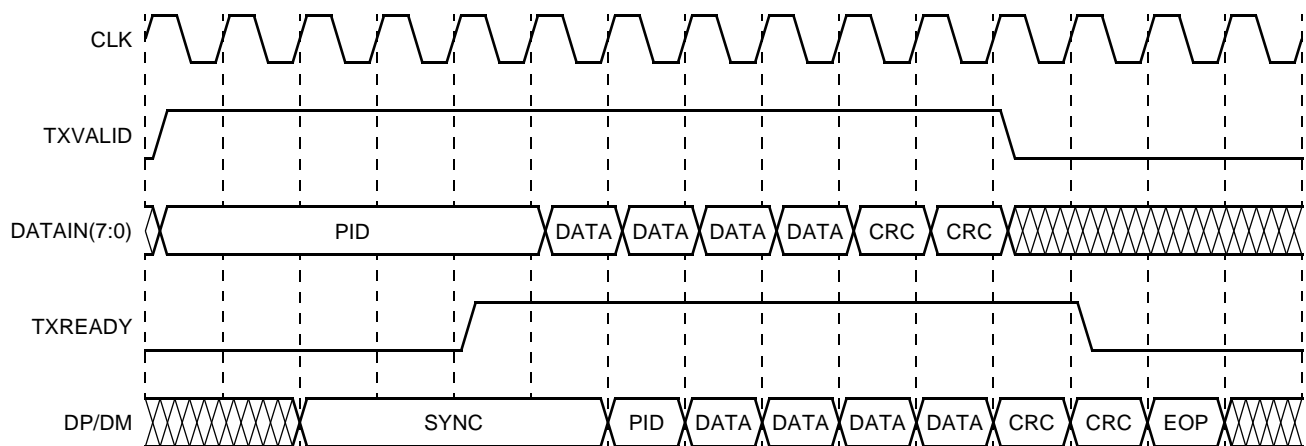 CLK
TXVALID
DATAIN(7:0) PID DATA DATA DATA DATA CRC CRC
TXREADY
DP/DM SYNC PID DATA DATA DATA DATA CRC CRC EOP